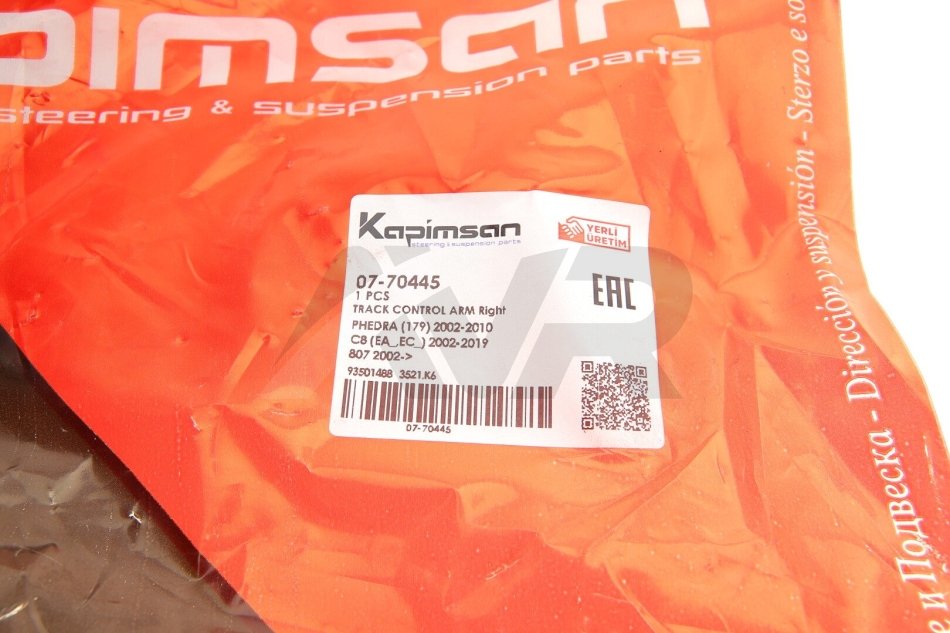 pimsan
steering & suspension parts
Kapimsan
steering & suspension parts
YERLİ
ÜRETİM
07-70445
1 PCS
TRACK CONTROL ARM Right
PHEDRA (179) 2002-2010
C8 (EA_,EC_) 2002-2019
807 2002->
93501488 3521.K6
07-70445
EAC
AVR
e и Подвеска - Dirección y suspensión - Sterzo e so